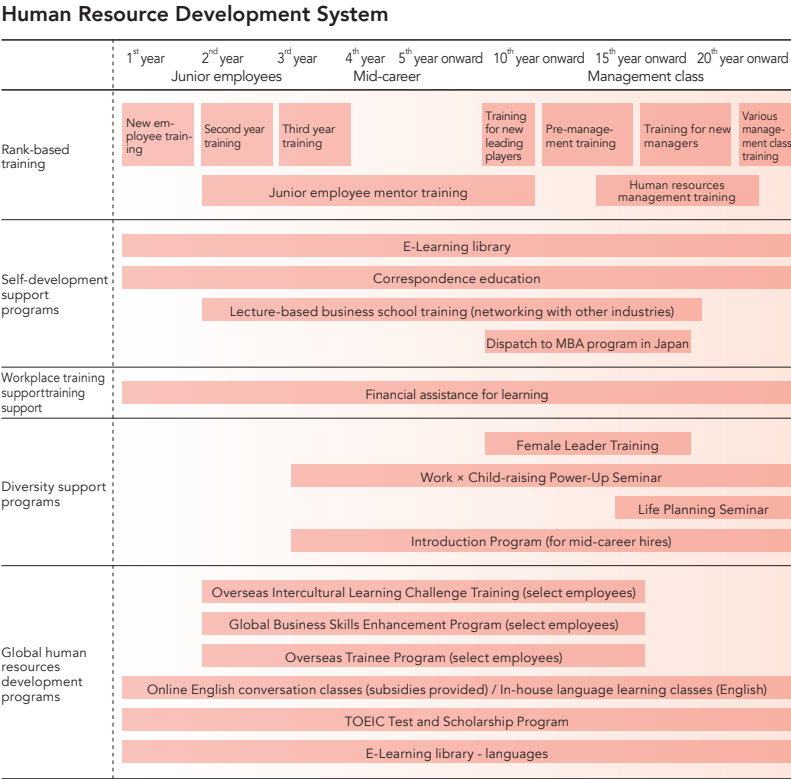 Human Resource Development System
1st year 2nd year 3rd year 4th year 5th year onward 10th year onward 15th year onward 20th year onward
Junior employees Mid-career Management class
Rank-based
training
New em-
ployee train-
ing
Second year
training
Third year
training
Training
for new
leading
players
Pre-manage-
ment training
Training for new
managers
Various
manage-
ment class
training
Junior employee mentor training
Human resources
management training
Self-development
support
programs
E-Learning library
Correspondence education
Lecture-based business school training (networking with other industries)
Dispatch to MBA program in Japan
Workplace training
supporttraining
support
Financial assistance for learning
Diversity support
programs
Female Leader Training
Work × Child-raising Power-Up Seminar
Life Planning Seminar
Introduction Program (for mid-career hires)
Global human
resources
development
programs
Overseas Intercultural Learning Challenge Training (select employees)
Global Business Skills Enhancement Program (select employees)
Overseas Trainee Program (select employees)
Online English conversation classes (subsidies provided) / In-house language learning classes (English)
TOEIC Test and Scholarship Program
E-Learning library - languages